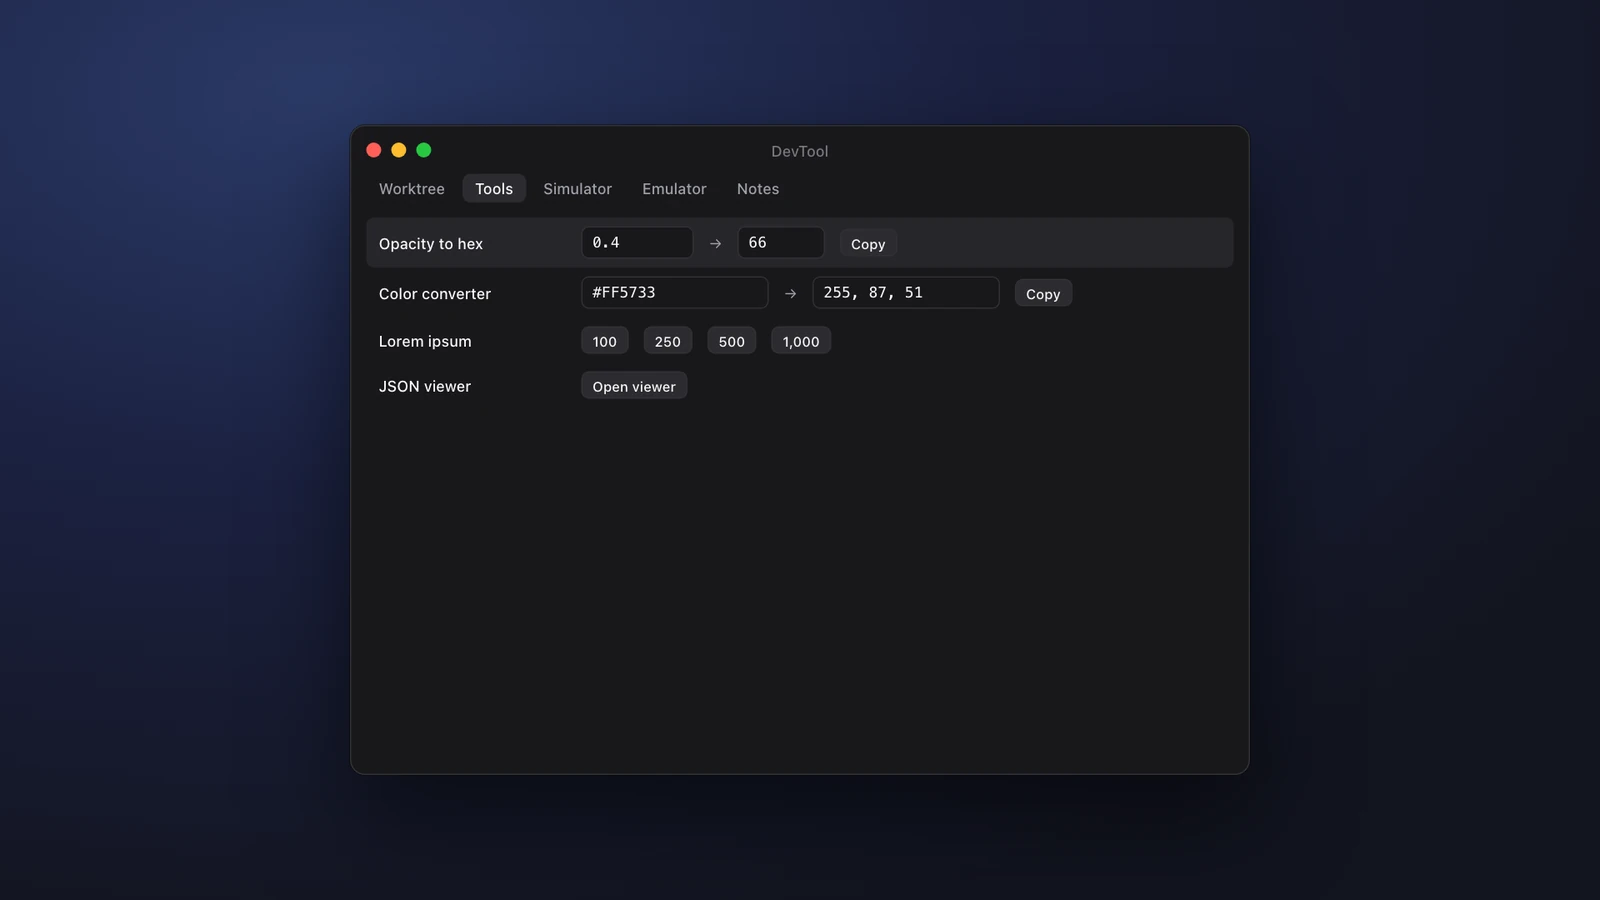 DevTool
Worktree Tools Simulator Emulator Notes
Opacity to hex 0.4 → 66 Copy
Color converter #FF5733 → 255, 87, 51 Copy
Lorem ipsum 100 250 500 1,000
JSON viewer Open viewer